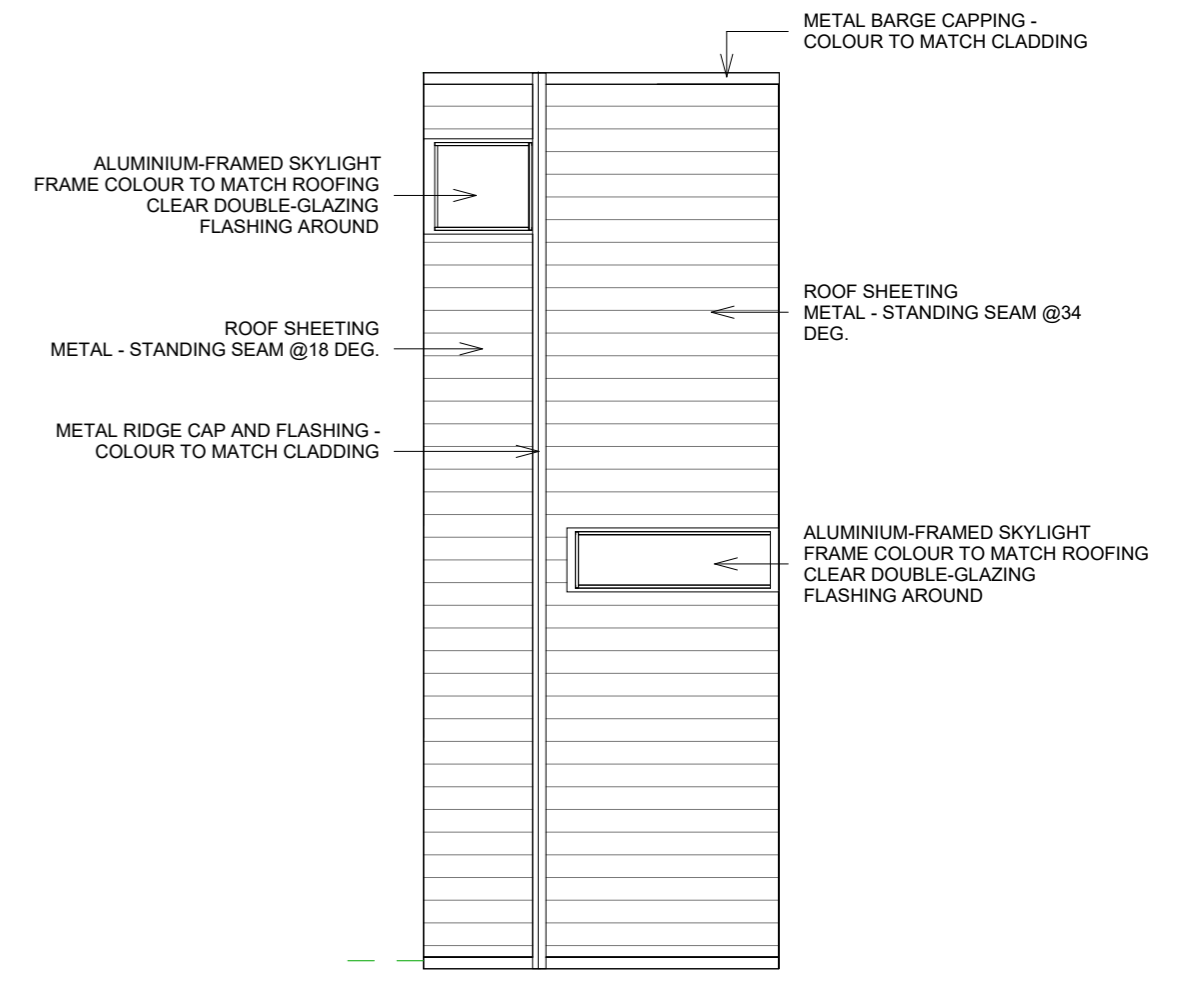 METAL BARGE CAPPING -
COLOUR TO MATCH CLADDING
ALUMINIUM-FRAMED SKYLIGHT
FRAME COLOUR TO MATCH ROOFING
CLEAR DOUBLE-GLAZING
FLASHING AROUND
ROOF SHEETING
METAL - STANDING SEAM @34
DEG.
ROOF SHEETING
METAL - STANDING SEAM @18 DEG.
METAL RIDGE CAP AND FLASHING -
COLOUR TO MATCH CLADDING
ALUMINIUM-FRAMED SKYLIGHT
FRAME COLOUR TO MATCH ROOFING
CLEAR DOUBLE-GLAZING
FLASHING AROUND